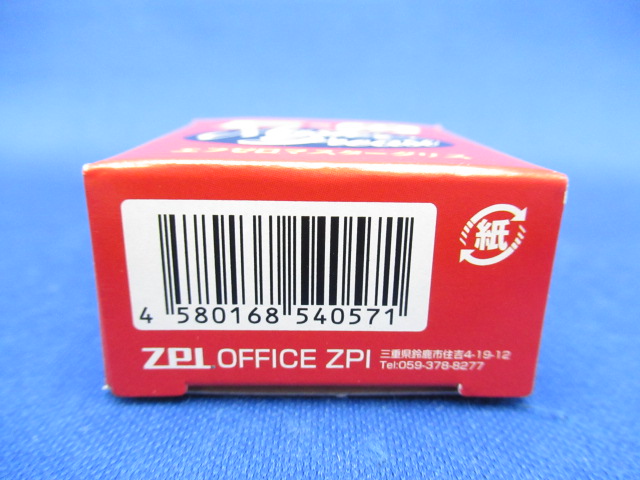 4 580168 540571
紙
ZPI OFFICE ZPI
三重県鈴鹿市住吉4-19-12
Tel:059-378-8277